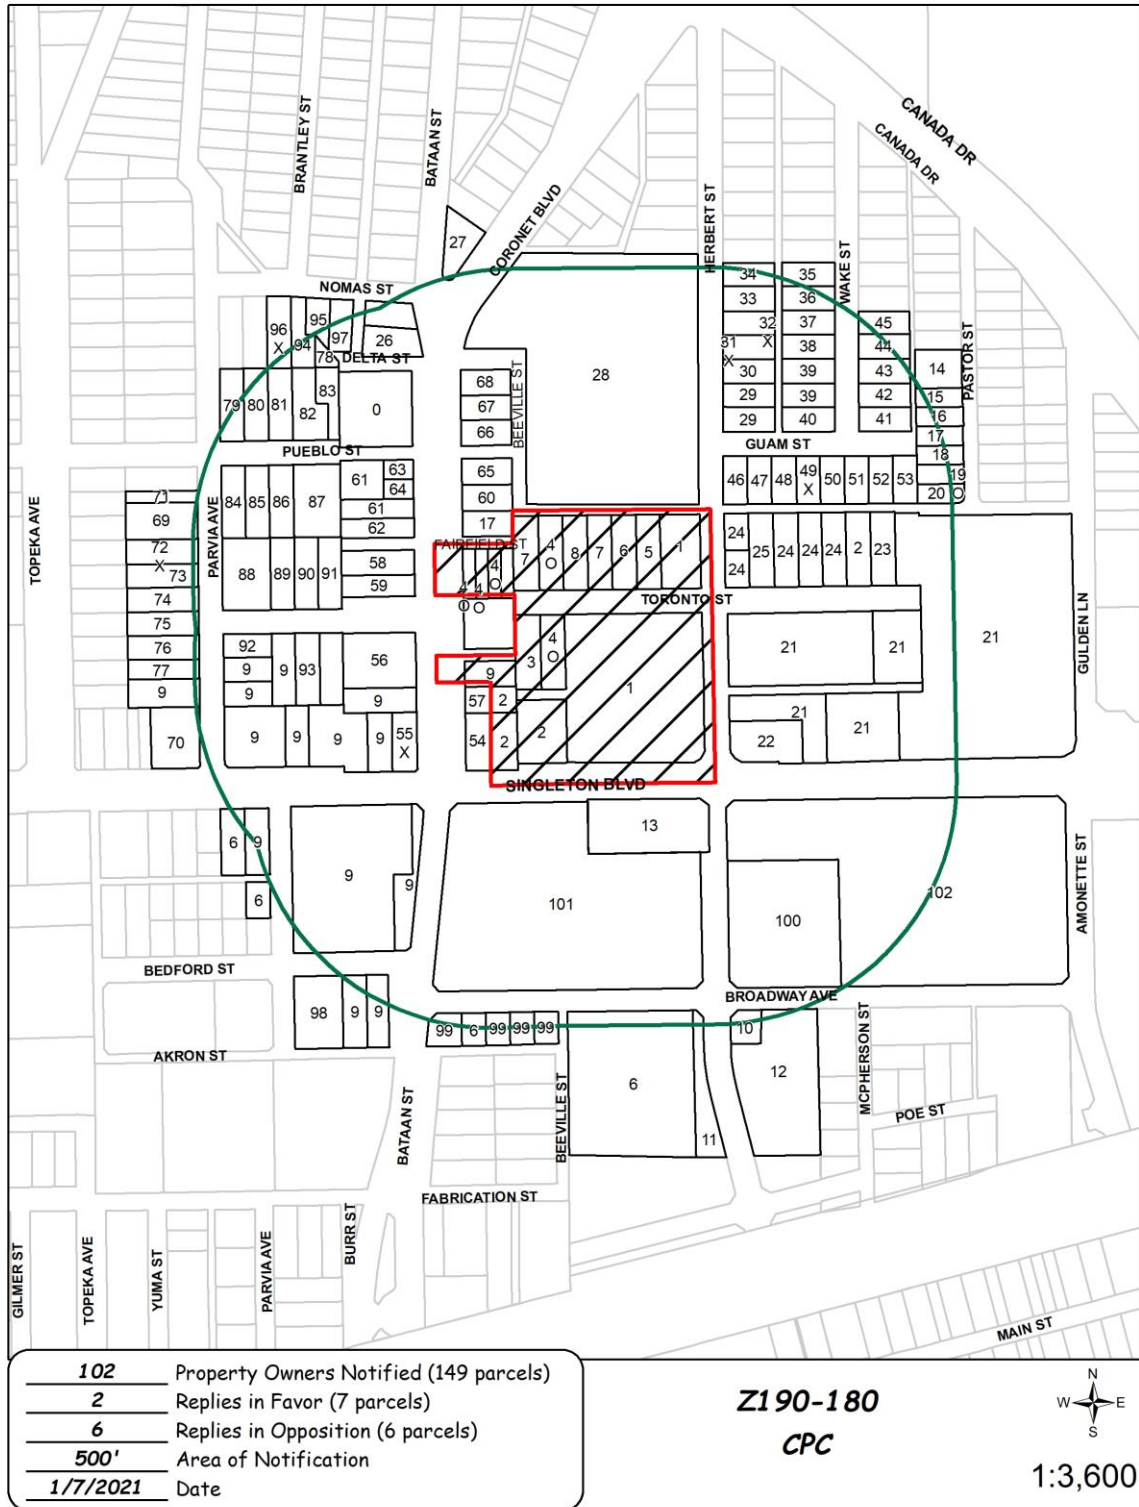 CANADA DR
CANADA DR
BRANTLEY ST
BATAAN ST
CORONET BLVD
HERBERT ST
WAKE ST
PASTOR ST
27
NOMAS ST
34 35
33 36
96 X 95 97 94 78 26
32 X 37 45
31 X 38 44
DELTA ST
28
30 39 43 14
79 80 81 82 83 0
68
67
66
BEEVILLE ST
29 39 42 15
29 40 41 16
17
PUEBLO ST
GUAM ST
18
61 63
64
65
46 47 48 49 X 50 51 52 53 19 O
20
TOPEKA AVE
71
84 85 86 87
61
60
69
PARVIA AVE
62
17
72 X
FAIRFIELD ST
7 4 O 8 7 6 5 1
24 25 24 24 24 2 23
24
73
88 89 90 91
58
4 O
59
4 O 4 O
TORONTO ST
74
75
92
76
9 9 93 56
3 4 O
21 21 21
GULDEN LN
77
9
9
9
1
9
57 2
21
70
9 9 9 9 55 X
54 2 2
22 21
SINGLETON BLVD
6 9
13
9
9
6
101
100
102
AMONETTE ST
BEDFORD ST
BROADWAY AVE
98 9 9
99 6 99 99 99
10
MCPHERSON ST
AKRON ST
6
12
BATAAN ST
BEEVILLE ST
11
POE ST
FABRICATION ST
GILMER ST
TOPEKA AVE
YUMA ST
PARVIA AVE
BURR ST
MAIN ST
102 Property Owners Notified (149 parcels)
2 Replies in Favor (7 parcels)
6 Replies in Opposition (6 parcels)
500' Area of Notification
1/7/2021 Date
Z190-180
CPC
N
W E
S
1:3,600